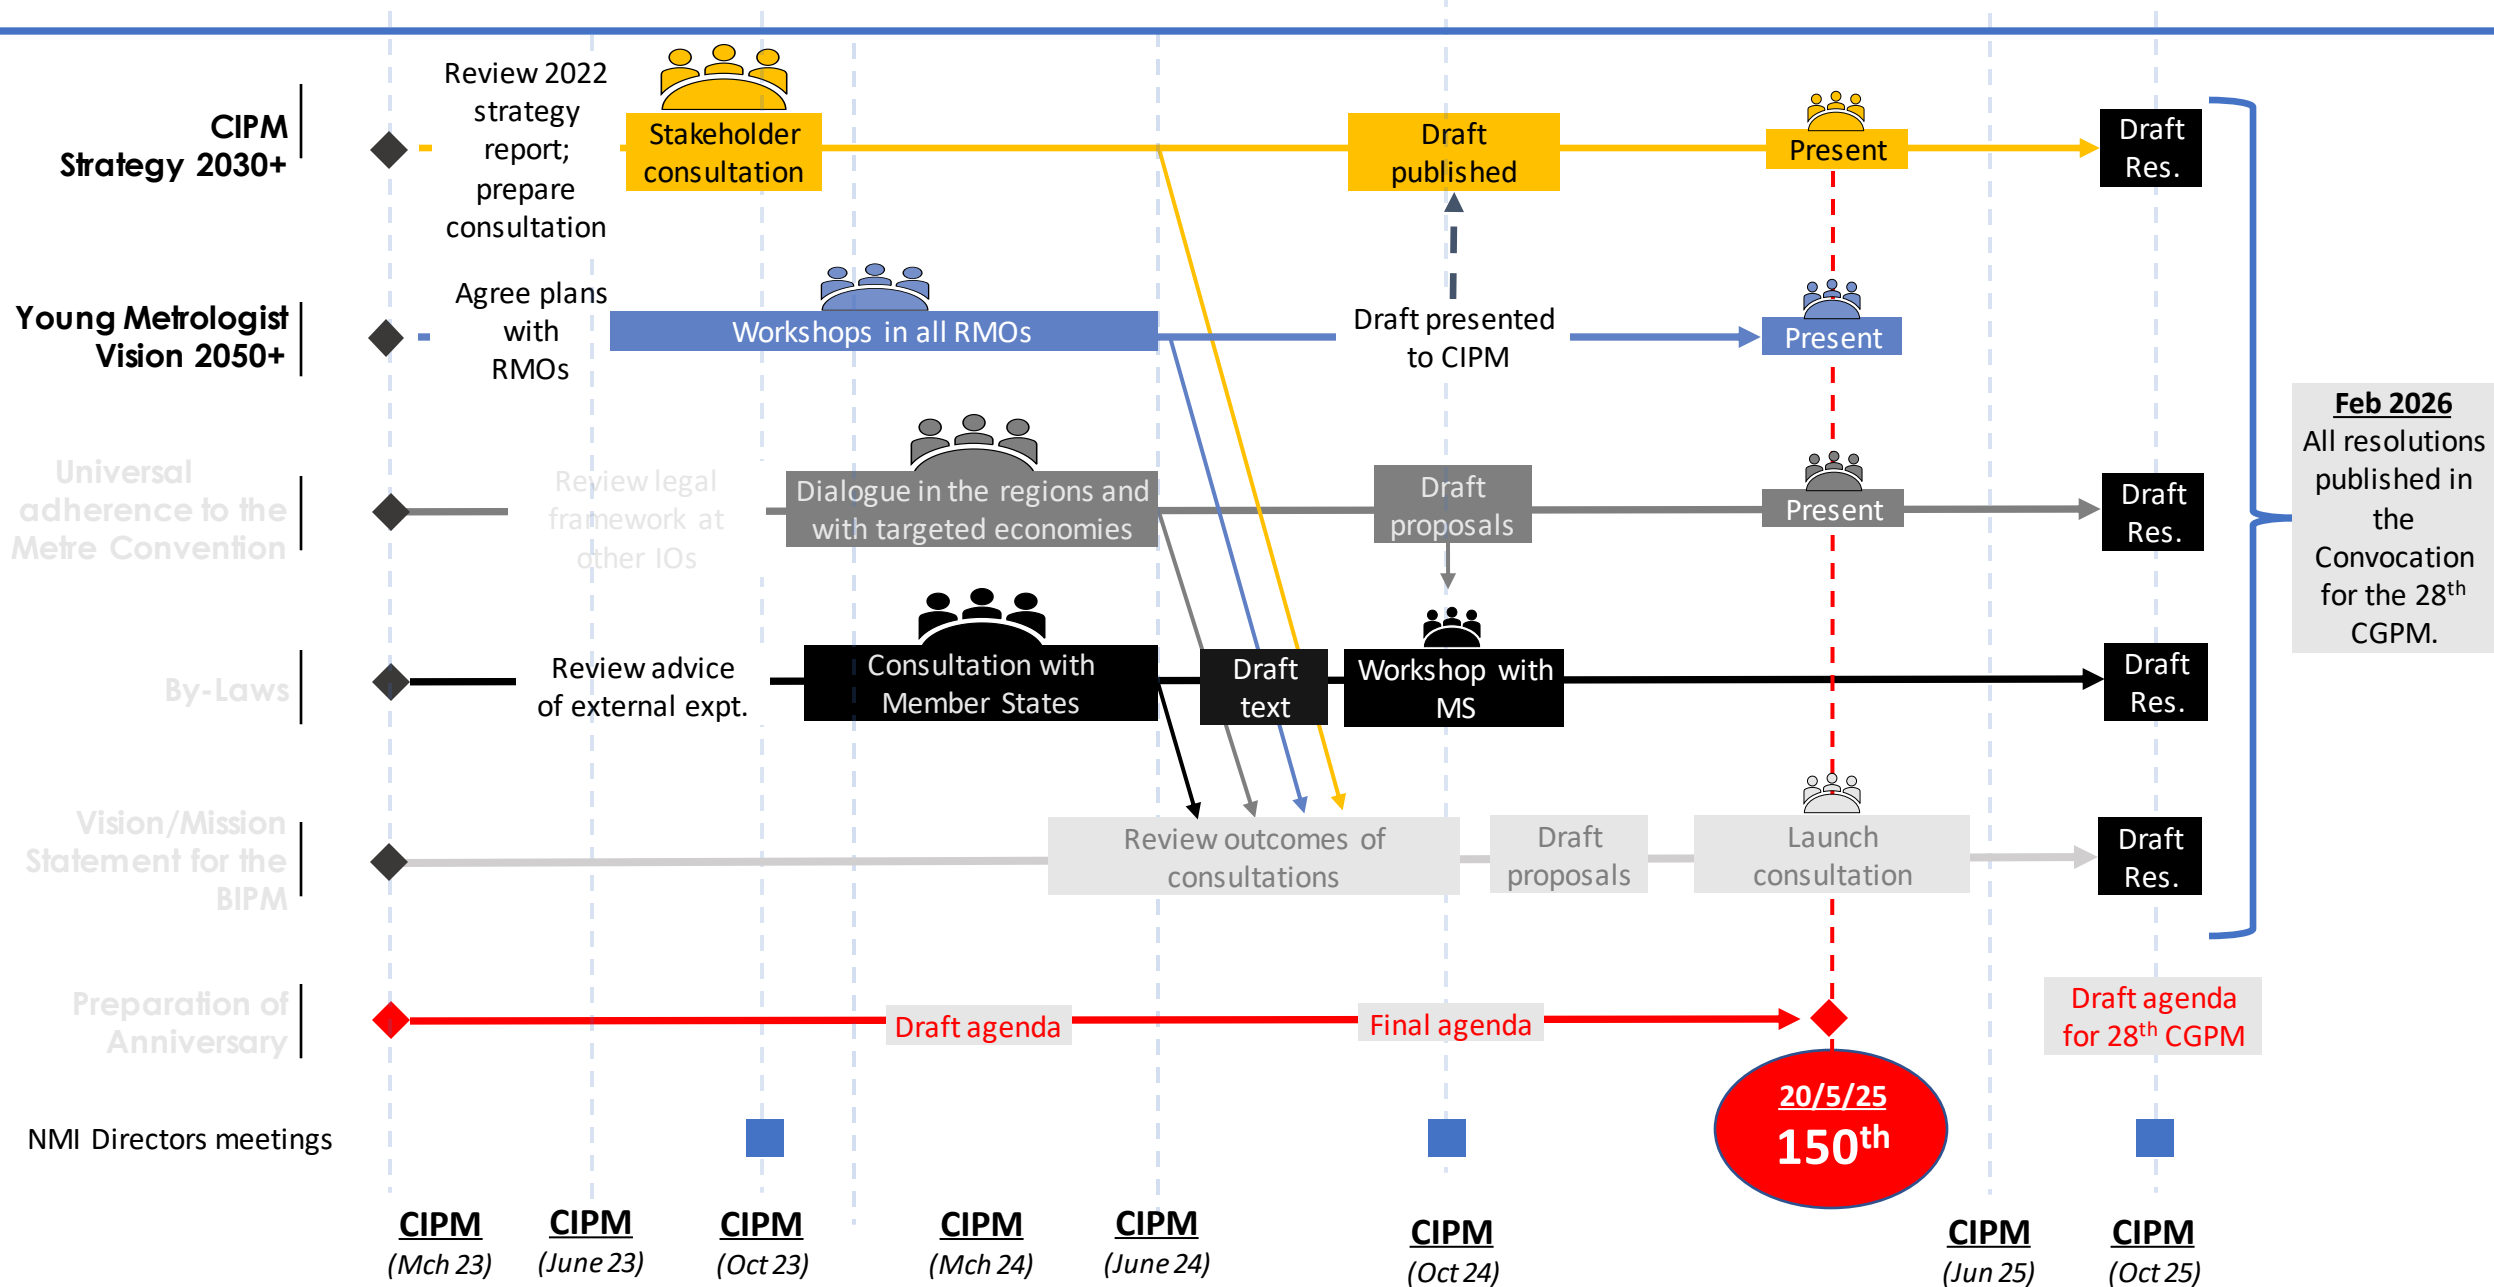 CIPM
Strategy 2030+
Review 2022
strategy
report;
prepare
consultation
Stakeholder
consultation
Draft
published
Present
Draft
Res.
Young Metrologist
Vision 2050+
Agree plans
with
RMOs
Workshops in all RMOs
Draft presented
to CIPM
Present
Universal
adherence to the
Metre Convention
Review legal
framework at
other IOs
Dialogue in the regions and
with targeted economies
Draft
proposals
Present
Draft
Res.
By-Laws
Review advice
of external expt.
Consultation with
Member States
Draft
text
Workshop with
MS
Draft
Res.
Vision/Mission
Statement for the
BIPM
Review outcomes of
consultations
Draft
proposals
Launch
consultation
Draft
Res.
Feb 2026
All resolutions
published in
the
Convocation
for the 28th
CGPM.
Preparation of
Anniversary
Draft agenda
Final agenda
Draft agenda
for 28th CGPM
20/5/25
150th
NMI Directors meetings
CIPM
(Mch 23)
CIPM
(June 23)
CIPM
(Oct 23)
CIPM
(Mch 24)
CIPM
(June 24)
CIPM
(Oct 24)
CIPM
(Jun 25)
CIPM
(Oct 25)